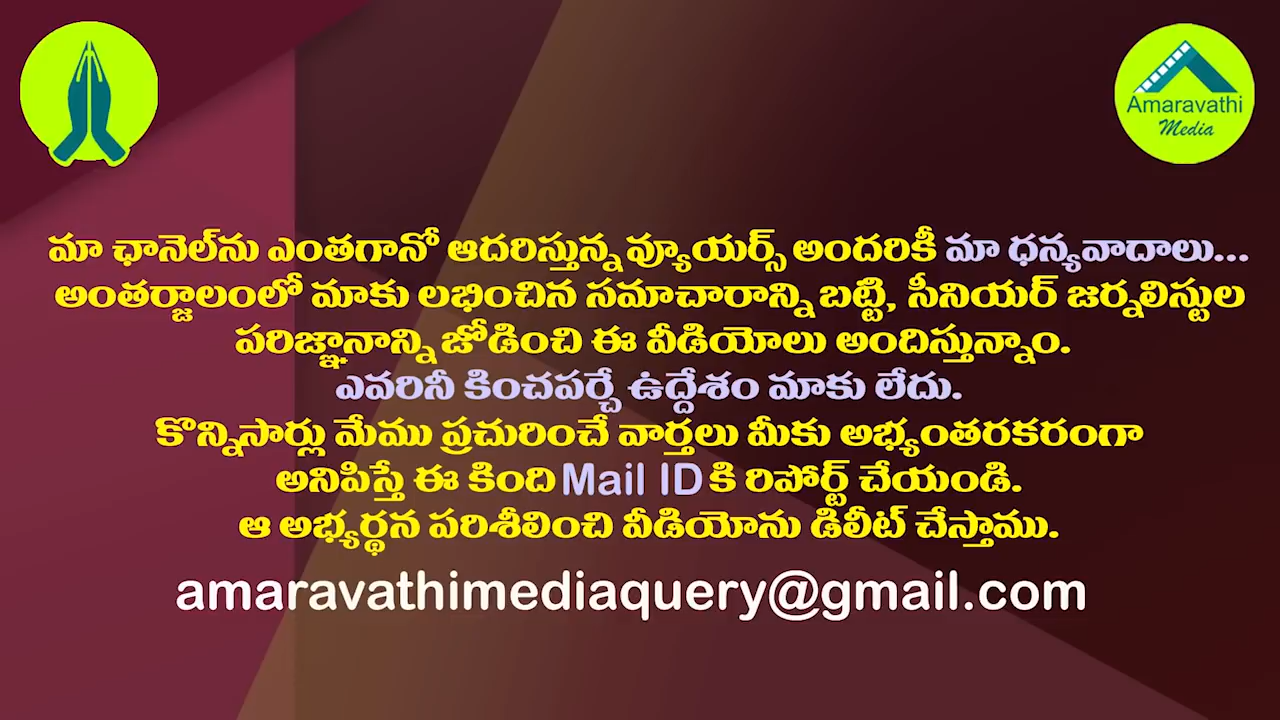 Amaravathi
Media
మా ఛానెల్‌ను ఎంతగానో ఆదరిస్తున్న వ్యూయర్స్ అందరికీ మా ధన్యవాదాలు...
అంతర్జాలంలో మాకు లభించిన సమాచారాన్ని బట్టి, సీనియర్ జర్నలిస్టుల
పరిజ్ఞానాన్ని జోడించి ఈ వీడియోలు అందిస్తున్నాం.
ఎవరినీ కించపర్చే ఉద్దేశం మాకు లేదు.
కొన్నిసార్లు మేము ప్రచురించే వార్తలు మీకు అభ్యంతరకరంగా
అనిపిస్తే ఈ కింది Mail ID కి రిపోర్ట్ చేయండి.
ఆ అభ్యర్థన పరిశీలించి వీడియోను డిలీట్ చేస్తాము.
amaravathimediaquery@gmail.com